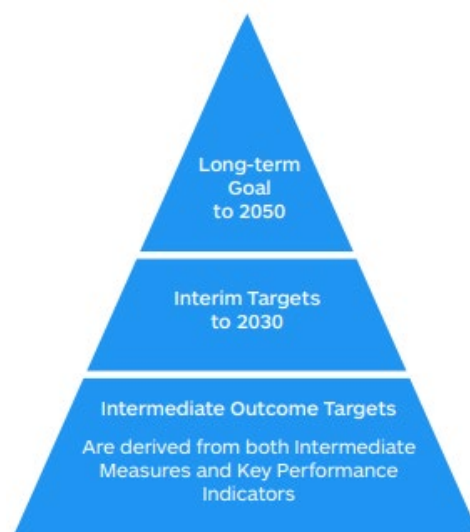 Long-term
Goal
to 2050
Interim Targets
to 2030
Intermediate Outcome Targets
Are derived from both Intermediate
Measures and Key Performance
Indicators